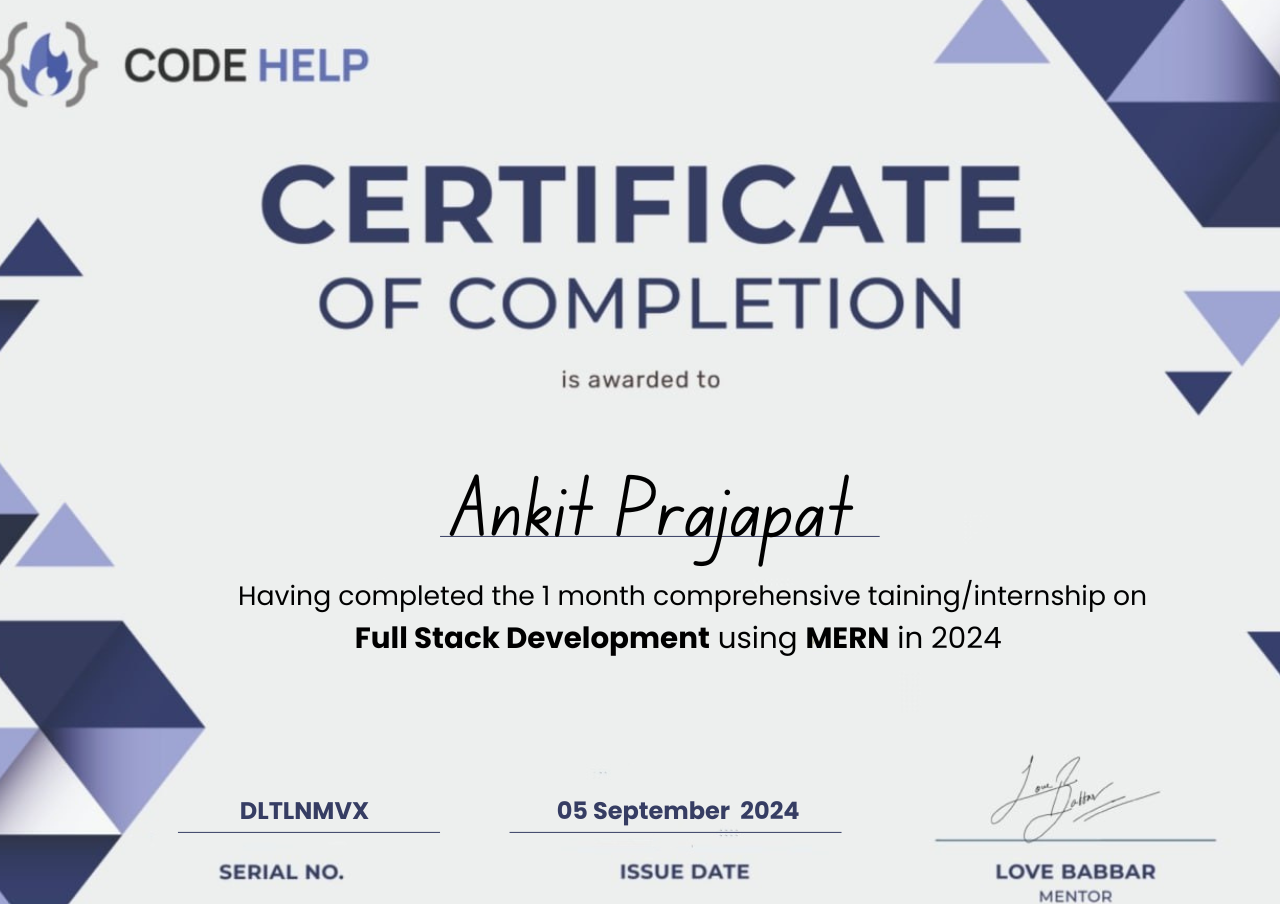 CODE HELP
CERTIFICATE
OF COMPLETION
is awarded to
Ankit Prajapat
Having completed the 1 month comprehensive taining/internship on
Full Stack Development using MERN in 2024
DLTLNMVX
05 September 2024
Love Babbar
SERIAL NO.
ISSUE DATE
LOVE BABBAR
MENTOR